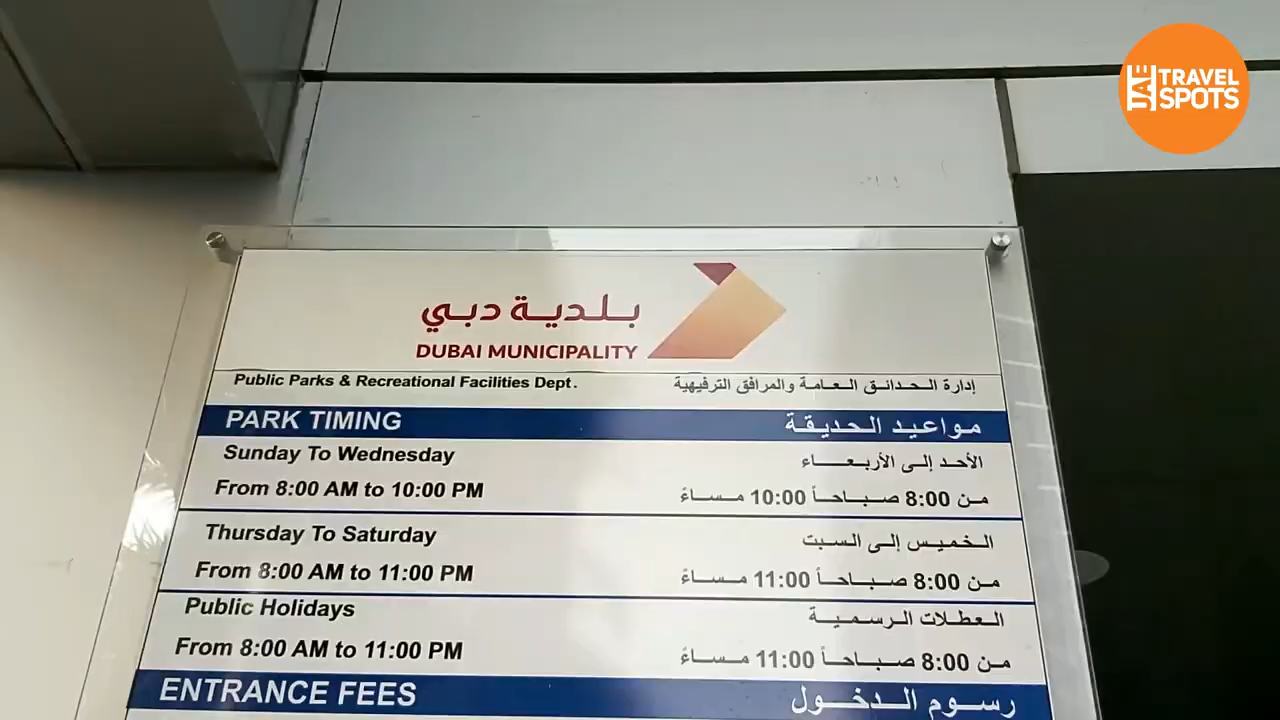 UAE TRAVEL SPOTS
بلدية دبي
DUBAI MUNICIPALITY
Public Parks & Recreational Facilities Dept.
إدارة الحدائق العامة والمرافق الترفيهية
PARK TIMING
مواعيد الحديقة
Sunday To Wednesday
الأحد إلى الأربعاء
From 8:00 AM to 10:00 PM
من 8:00 صباحاً 10:00 مساءً
Thursday To Saturday
الخميس إلى السبت
From 8:00 AM to 11:00 PM
من 8:00 صباحاً 11:00 مساءً
Public Holidays
العطلات الرسمية
From 8:00 AM to 11:00 PM
من 8:00 صباحاً 11:00 مساءً
ENTRANCE FEES
رسوم الدخول